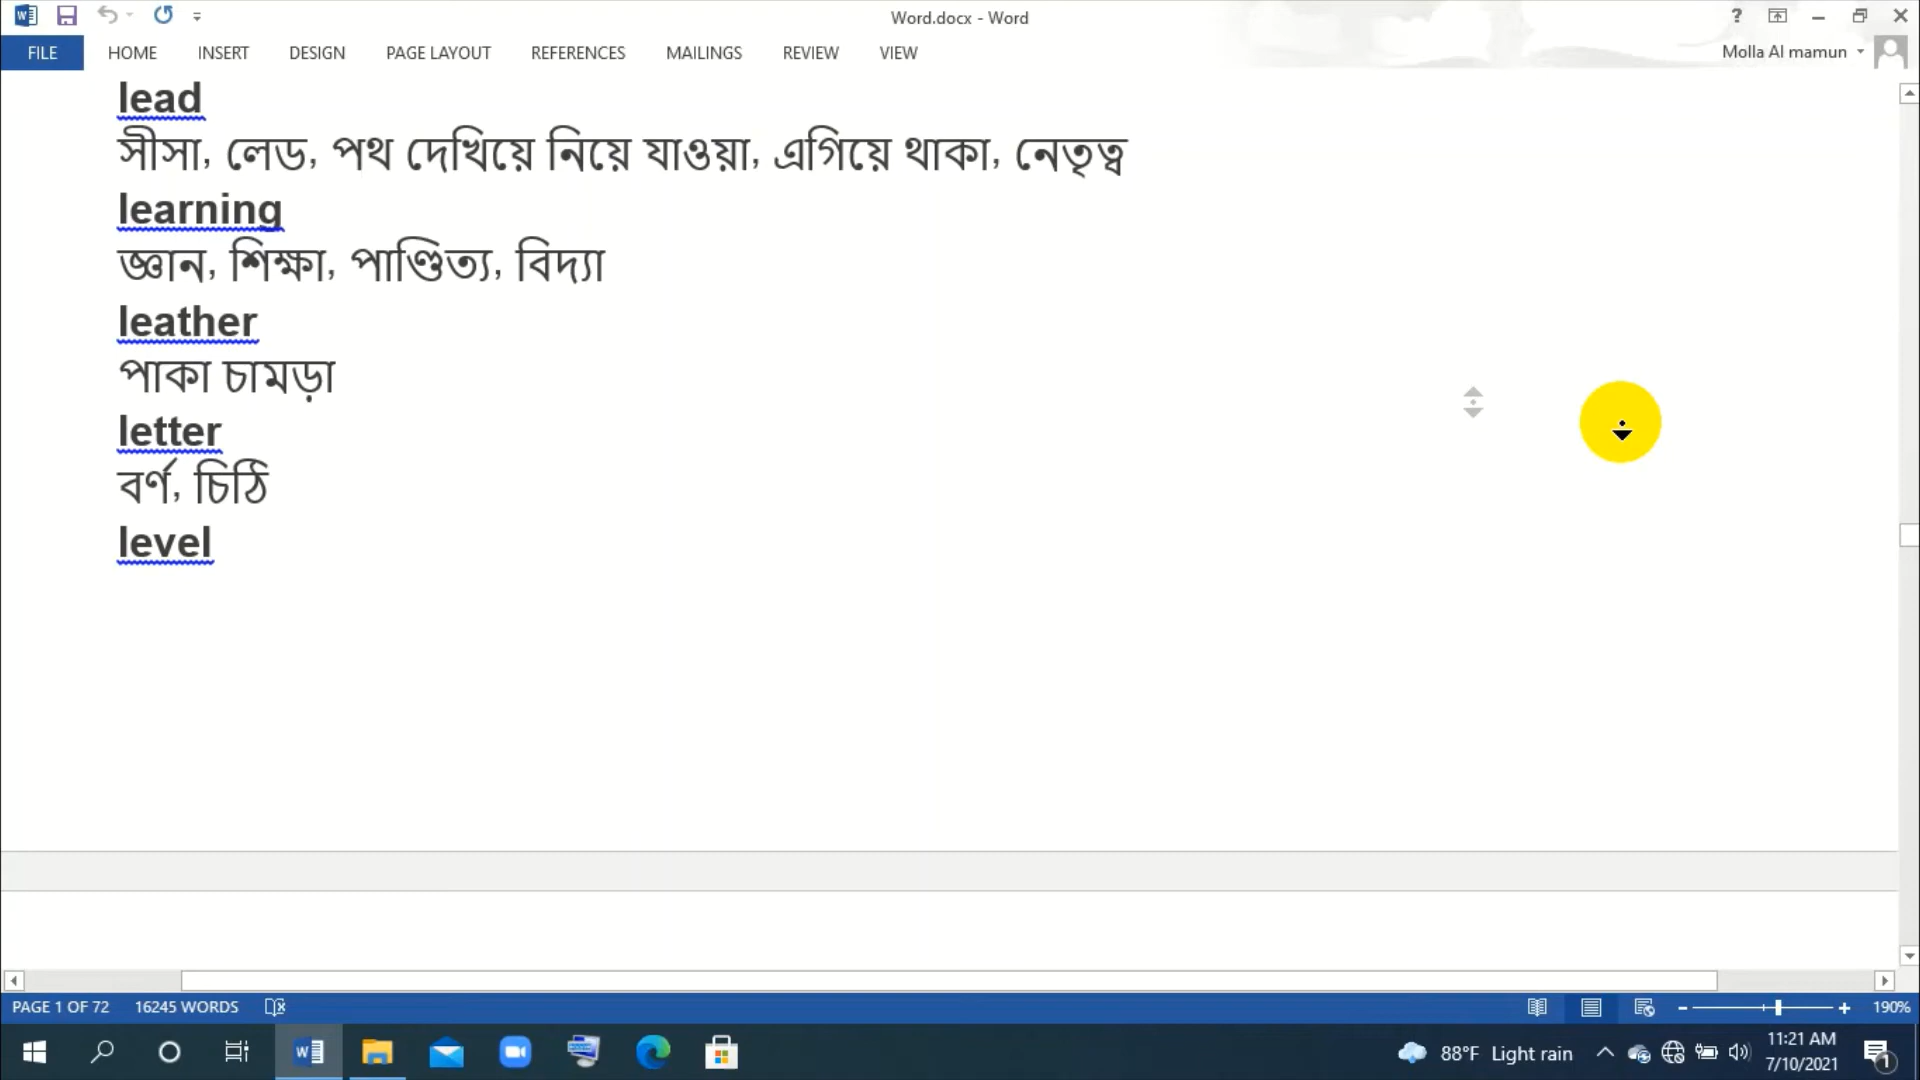 Word.docx - Word
?
FILE HOME INSERT DESIGN PAGE LAYOUT REFERENCES MAILINGS REVIEW VIEW
Molla Al mamun
lead
সীসা, লেড, পথ দেখিয়ে নিয়ে যাওয়া, এগিয়ে থাকা, নেতৃত্ব
learning
জ্ঞান, শিক্ষা, পাণ্ডিত্য, বিদ্যা
leather
পাকা চামড়া
letter
বর্ণ, চিঠি
level
PAGE 1 OF 72 16245 WORDS
190%
88°F Light rain
11:21 AM
7/10/2021
1